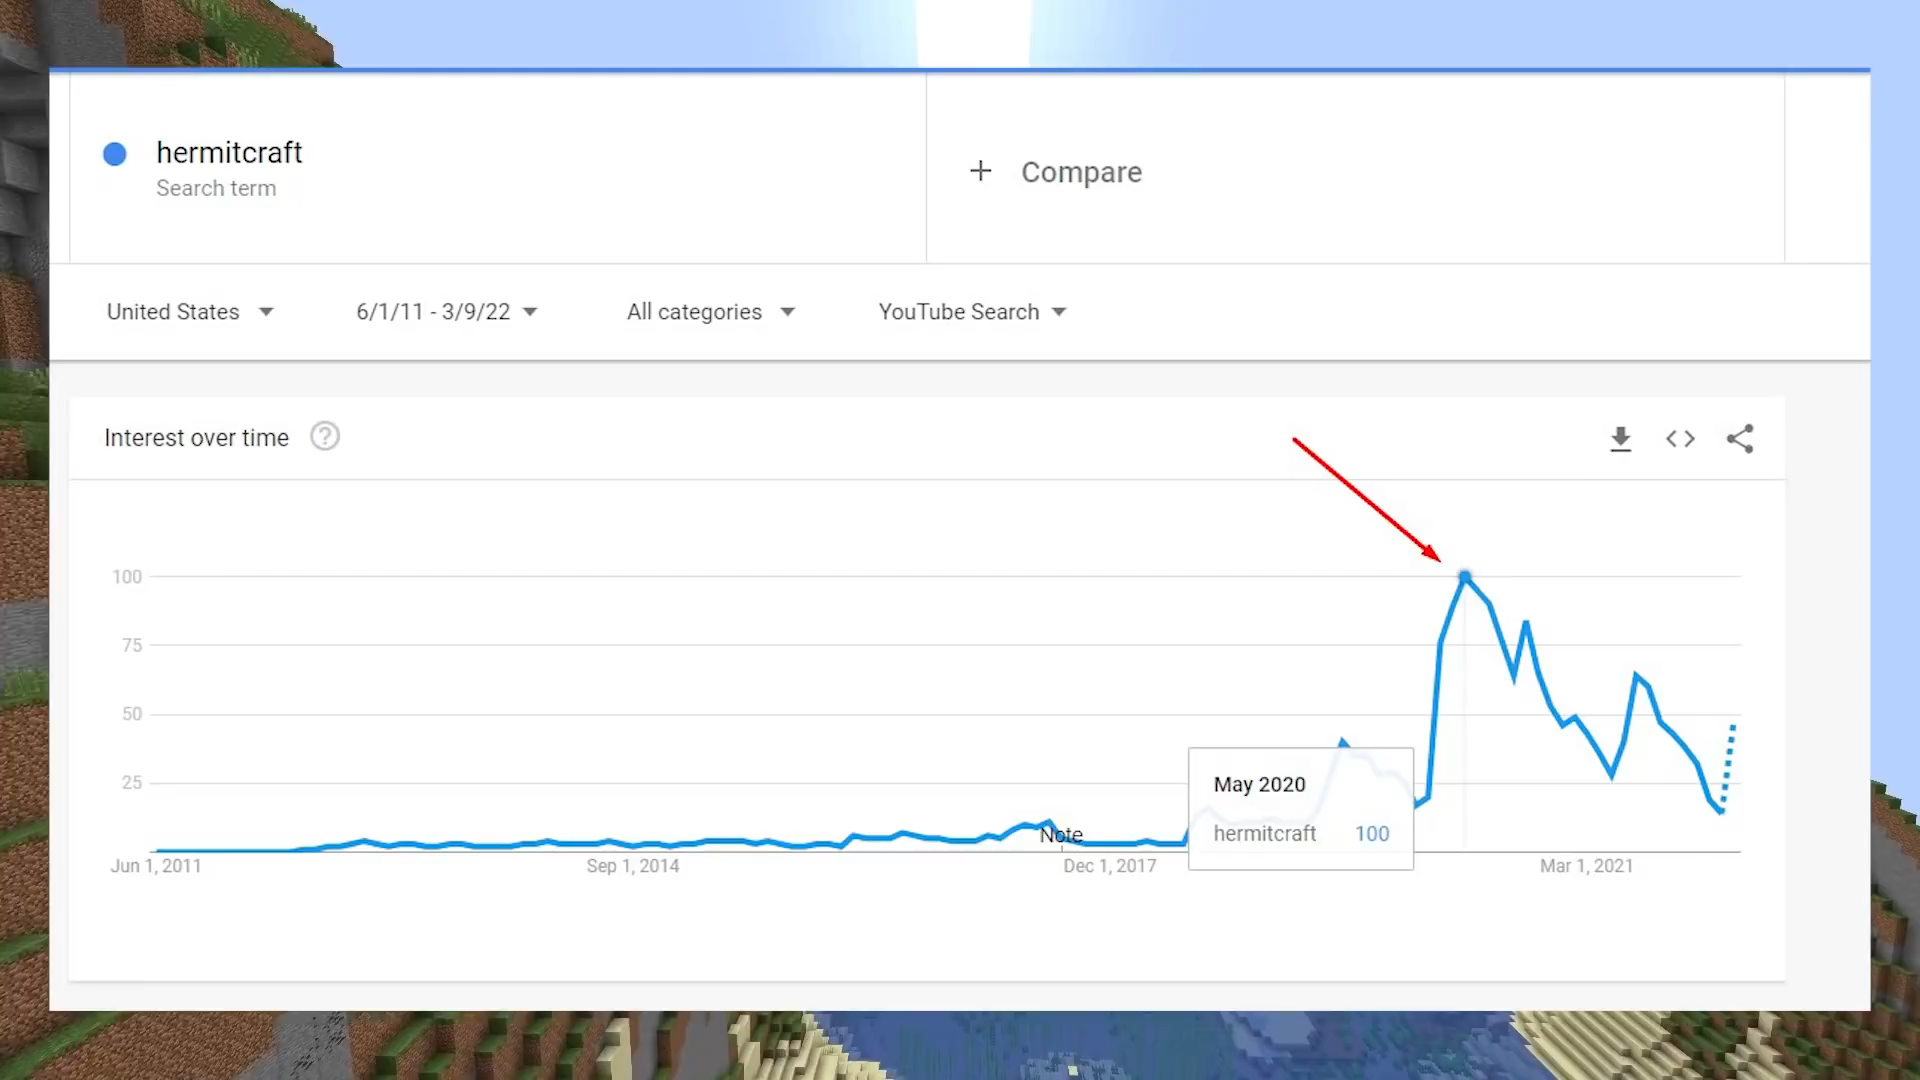 hermitcraft
Search term
+ Compare
United States
6/1/11 - 3/9/22
All categories
YouTube Search
Interest over time ?
100
75
50
25
May 2020
hermitcraft 100
Note
Jun 1, 2011
Sep 1, 2014
Dec 1, 2017
Mar 1, 2021